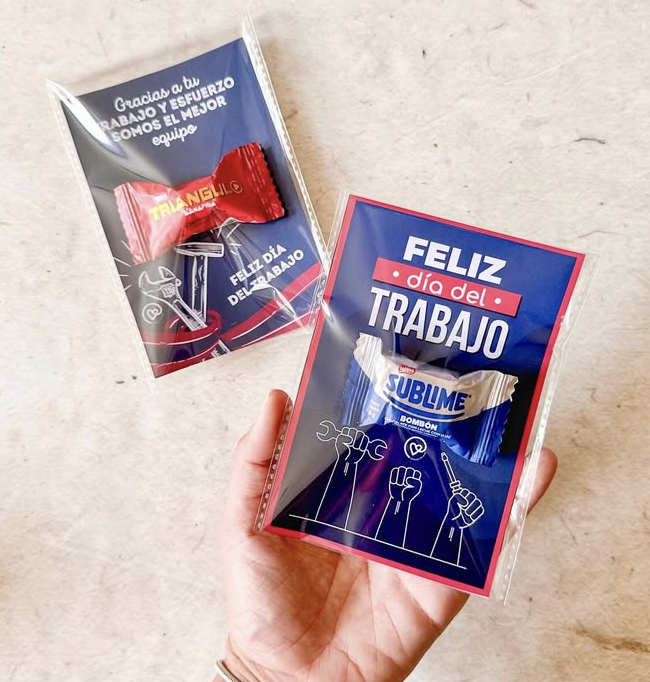 Gracias a tu
TRABAJO Y ESFUERZO
SOMOS EL MEJOR
equipo
TRIANGULO
FELIZ DÍA
DEL TRABAJO
FELIZ
• día del •
TRABAJO
Nestlé
SUBLIME
BOMBÓN